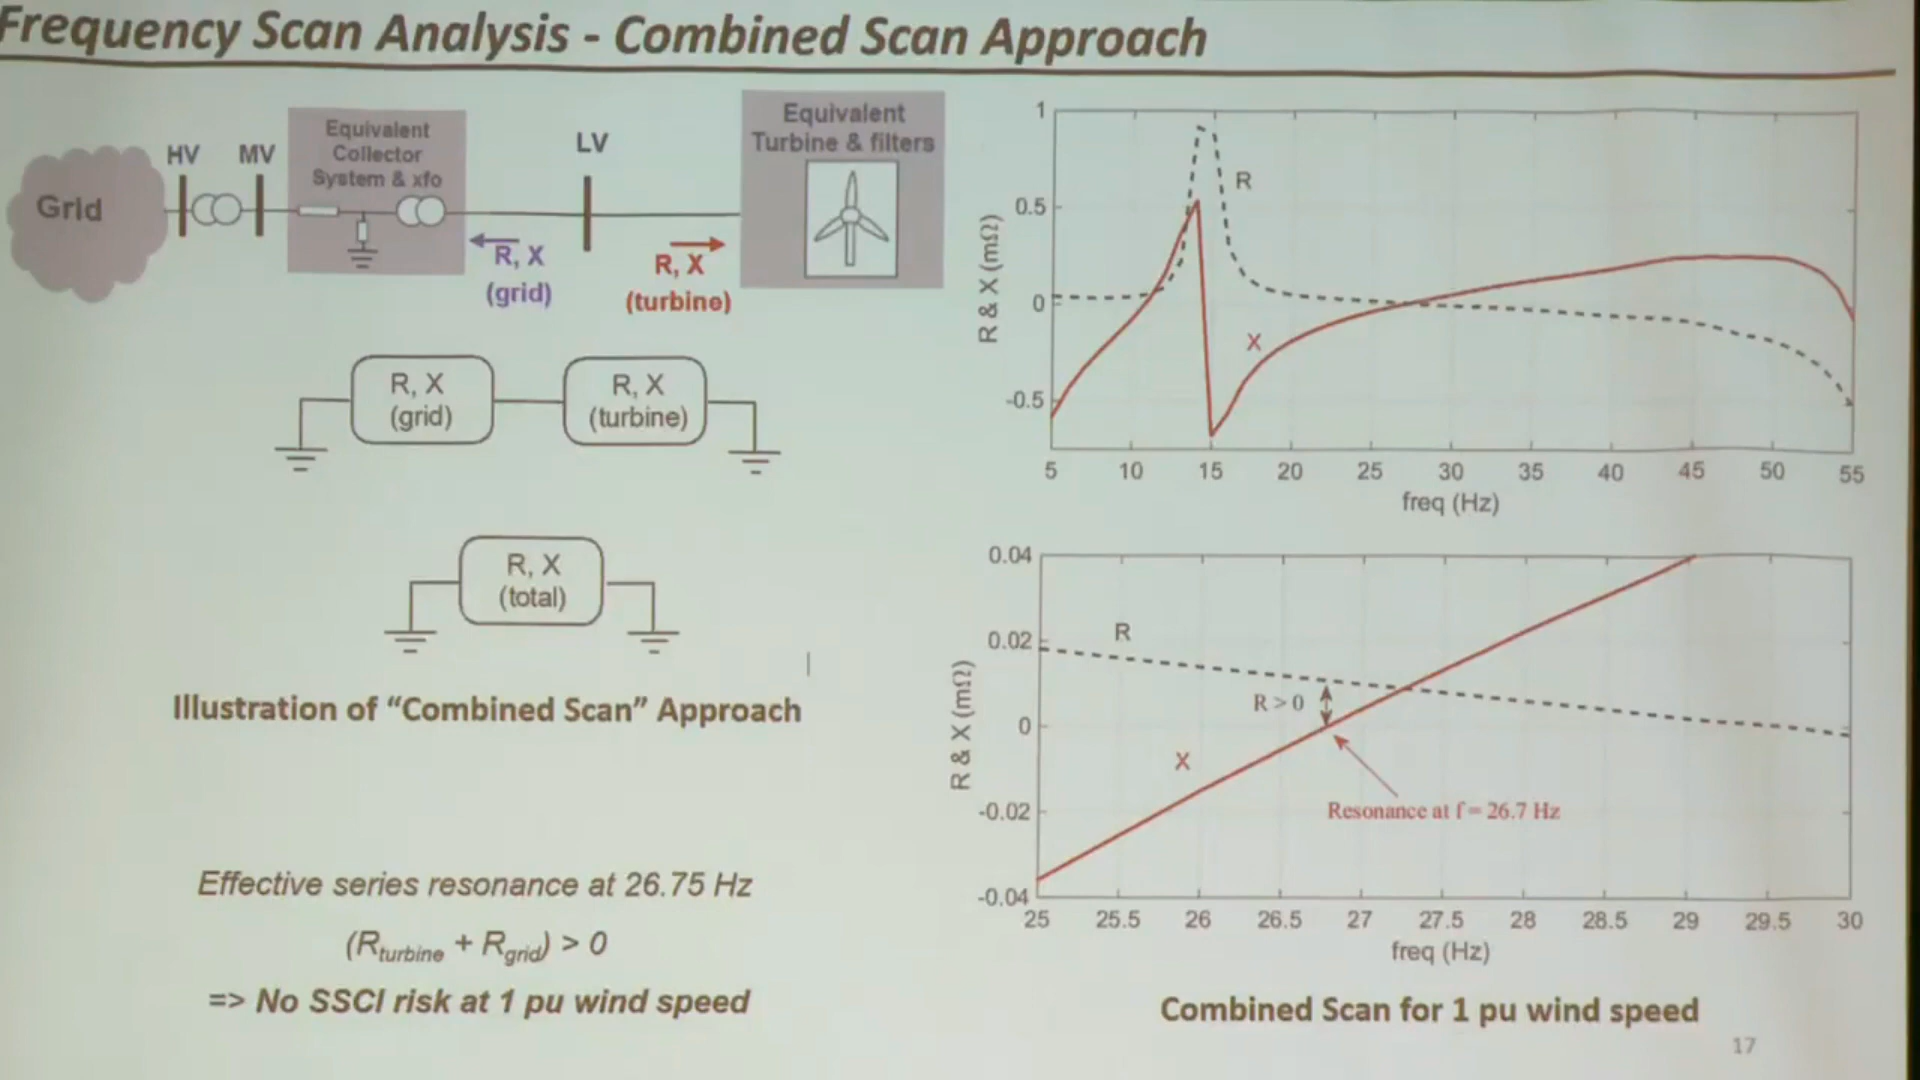 Frequency Scan Analysis - Combined Scan Approach
Grid
HV
MV
Equivalent
Collector
System & xfo
LV
Equivalent
Turbine & filters
R, X
(grid)
R, X
(turbine)
R, X
(grid)
R, X
(turbine)
R, X
(total)
Illustration of “Combined Scan” Approach
Effective series resonance at 26.75 Hz
(Rturbine + Rgrid) > 0
=> No SSCI risk at 1 pu wind speed
R & X (mΩ)
1
0.5
0
-0.5
R
X
5 10 15 20 25 30 35 40 45 50 55
freq (Hz)
R & X (mΩ)
0.04
0.02
0
-0.02
-0.04
R
R > 0
X
Resonance at f = 26.7 Hz
25 25.5 26 26.5 27 27.5 28 28.5 29 29.5 30
freq (Hz)
Combined Scan for 1 pu wind speed
17